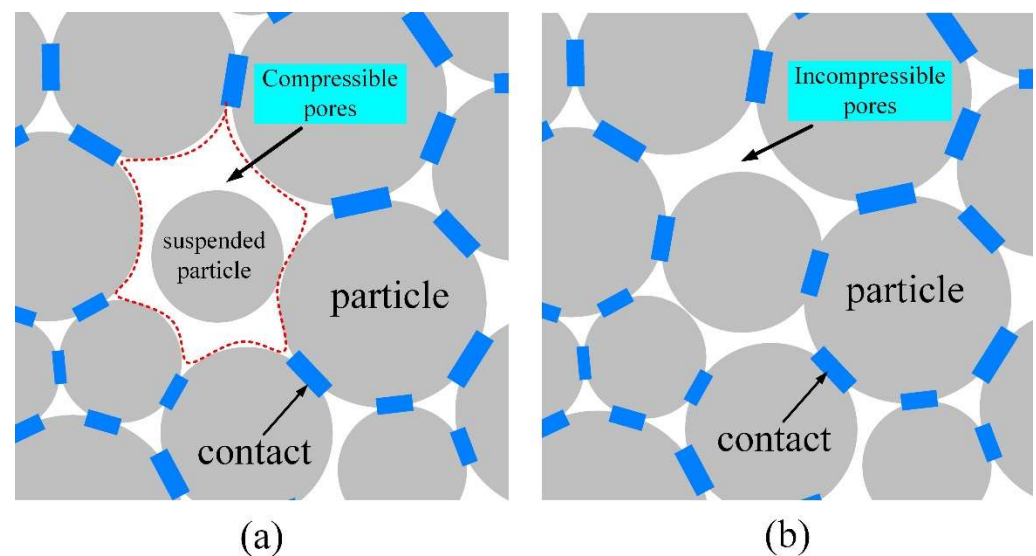 Compressible
pores
suspended
particle
particle
contact
(a)
Incompressible
pores
particle
contact
(b)